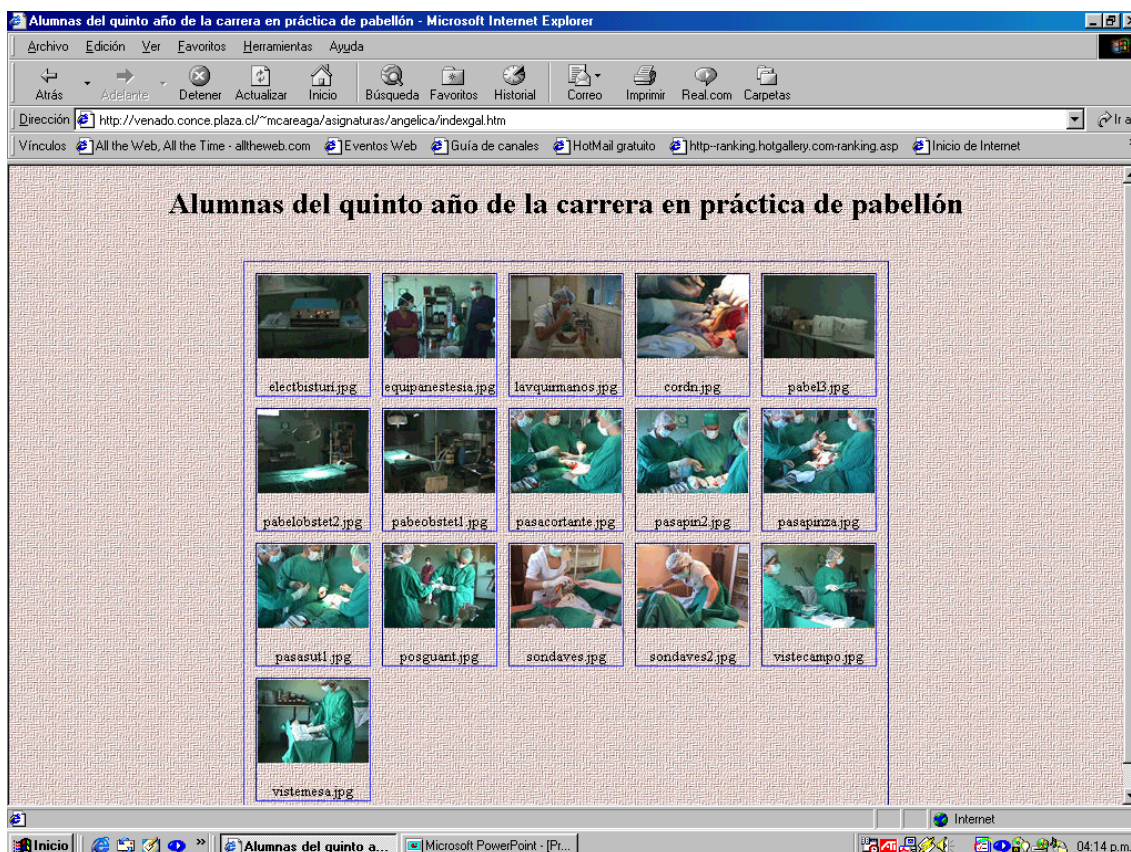 Alumnas del quinto año de la carrera en práctica de pabellón - Microsoft Internet Explorer
Archivo Edición Ver Favoritos Herramientas Ayuda
Atrás Adelante Detener Actualizar Inicio Búsqueda Favoritos Historial Correo Imprimir Real.com Carpetas
Dirección http://venado.conce.plaza.cl/~mcareaga/asignaturas/angelica/indexgal.htm Ir a
Vínculos All the Web, All the Time - alltheweb.com Eventos Web Guía de canales HotMail gratuito http--ranking.hotgallery.com-ranking.asp Inicio de Internet
Alumnas del quinto año de la carrera en práctica de pabellón
electbisturi.jpg equipanestesia.jpg lavquirmanos.jpg cordn.jpg pabel3.jpg
pabelobstet2.jpg pabeobstet1.jpg pasacortante.jpg pasapin2.jpg pasapinza.jpg
pasasut1.jpg posguant.jpg sondaves.jpg sondaves2.jpg vistecampo.jpg
vistemesa.jpg
Internet
Inicio » Alumnas del quinto a... Microsoft PowerPoint - [Pr... 04:14 p.m.